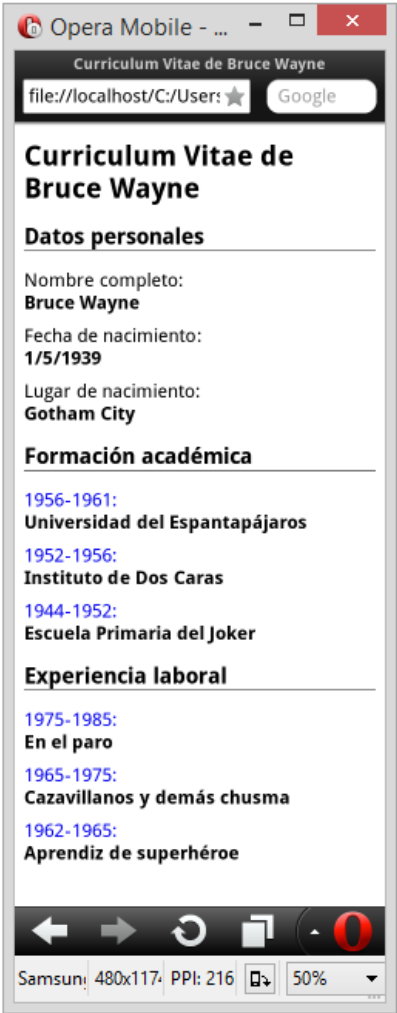 Opera Mobile - ...
Curriculum Vitae de Bruce Wayne
file://localhost/C:/Users
Google
Curriculum Vitae de
Bruce Wayne
Datos personales
Nombre completo:
Bruce Wayne
Fecha de nacimiento:
1/5/1939
Lugar de nacimiento:
Gotham City
Formación académica
1956-1961:
Universidad del Espantapájaros
1952-1956:
Instituto de Dos Caras
1944-1952:
Escuela Primaria del Joker
Experiencia laboral
1975-1985:
En el paro
1965-1975:
Cazavillanos y demás chusma
1962-1965:
Aprendiz de superhéroe
480x117 PPI: 216 50%